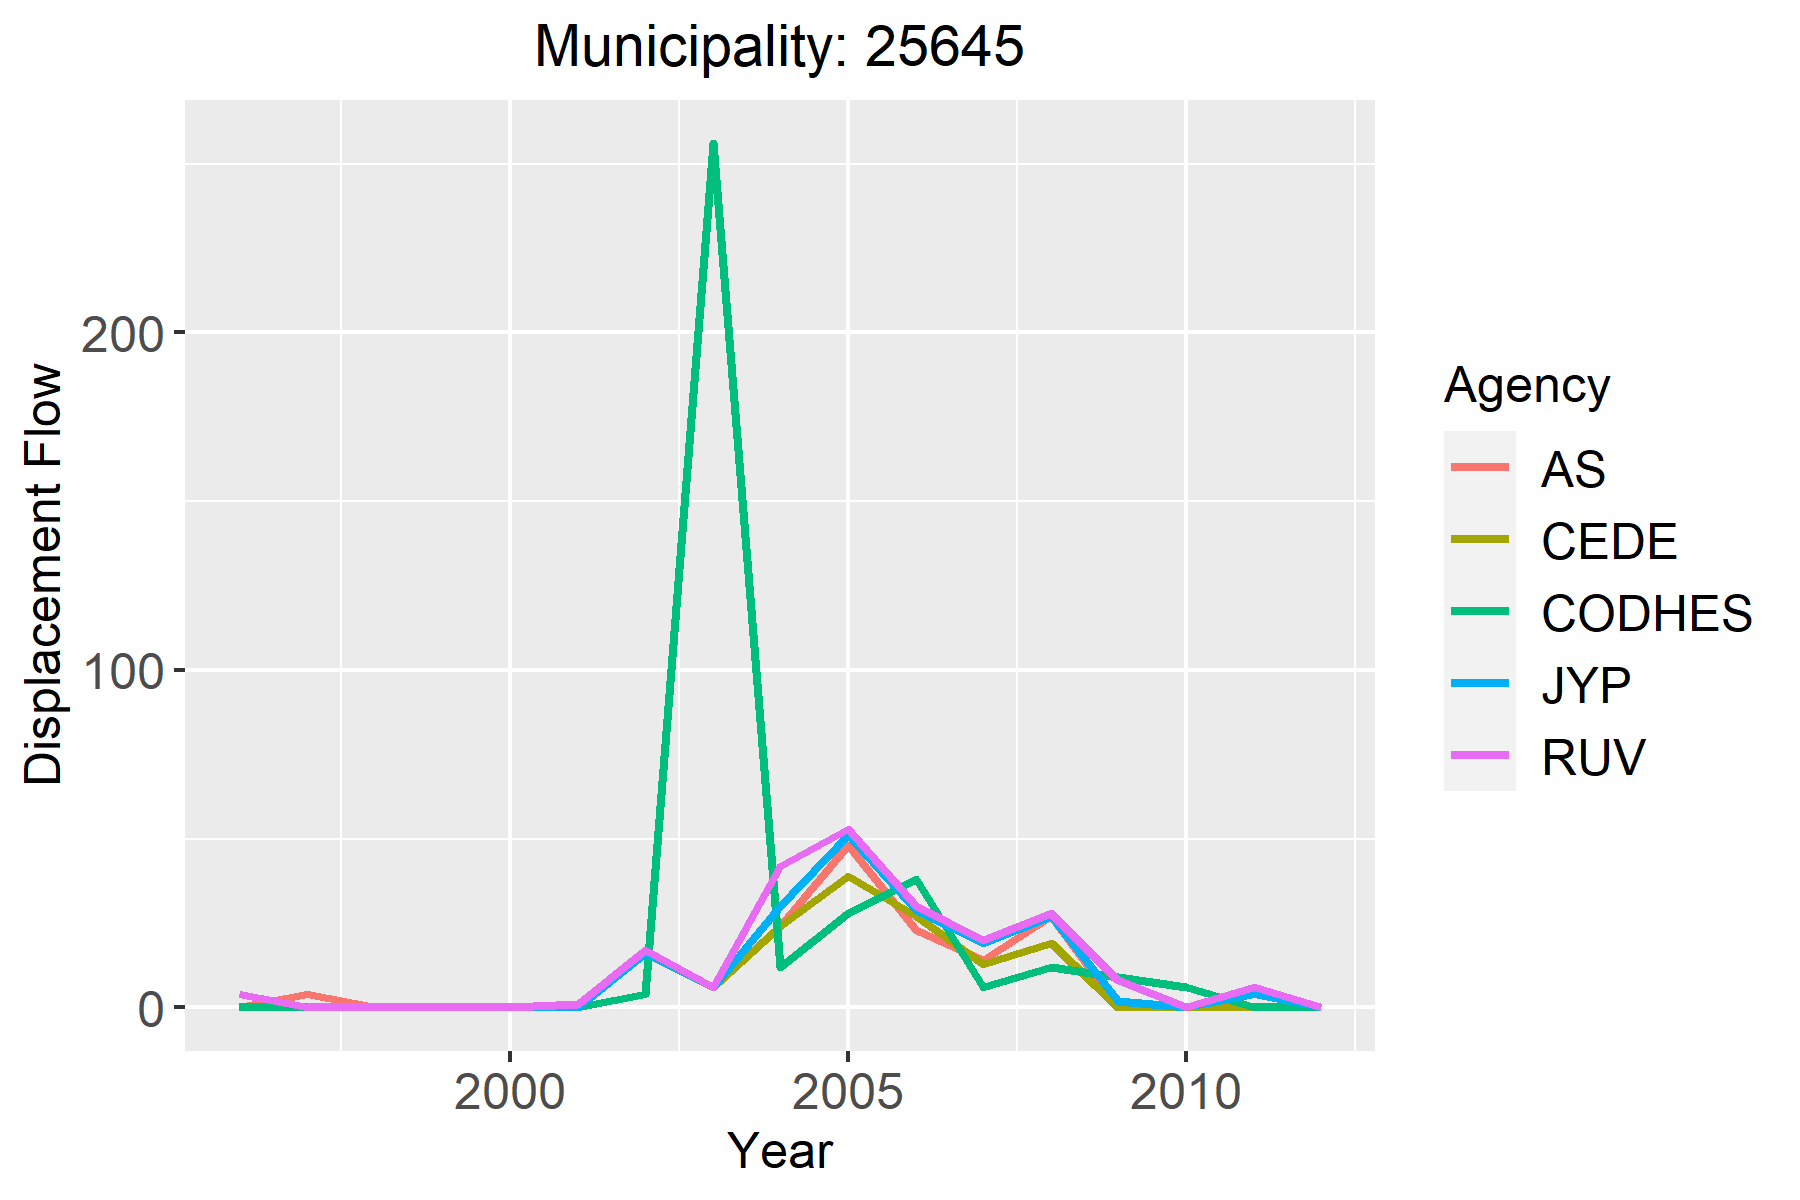 Municipality: 25645
Displacement Flow
200
100
0
2000 2005 2010
Year
Agency
AS
CEDE
CODHES
JYP
RUV